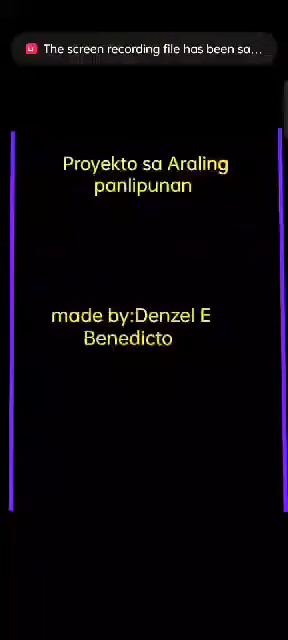 The screen recording file has been sa...
Proyekto sa Araling
panlipunan
made by:Denzel E
Benedicto